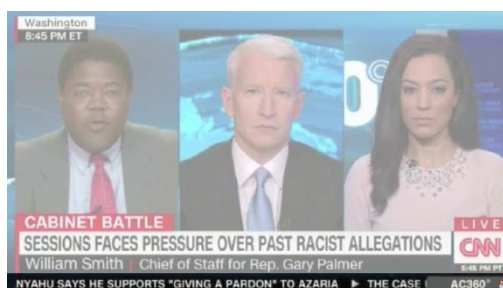 Washington
8:45 PM ET
CABINET BATTLE
SESSIONS FACES PRESSURE OVER PAST RACIST ALLEGATIONS
William Smith | Chief of Staff for Rep. Gary Palmer
LIVE
CNN
5:45 PM PT
NYAHU SAYS HE SUPPORTS "GIVING A PARDON" TO AZARIA ▶ THE CASE
AC360°